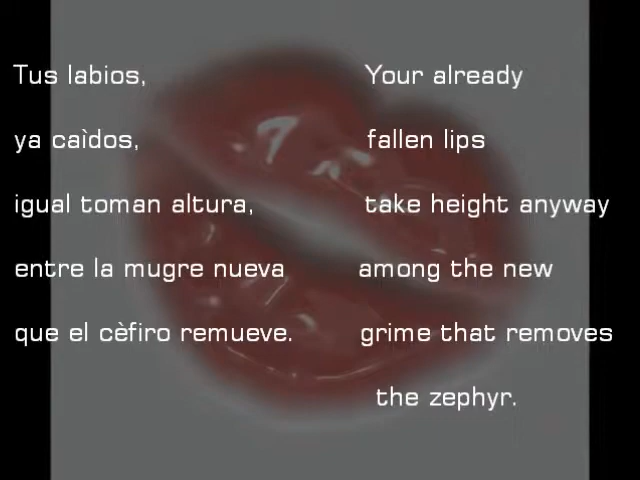 Tus labios,
ya caìdos,
igual toman altura,
entre la mugre nueva
que el cèfiro remueve.
Your already
fallen lips
take height anyway
among the new
grime that removes
the zephyr.